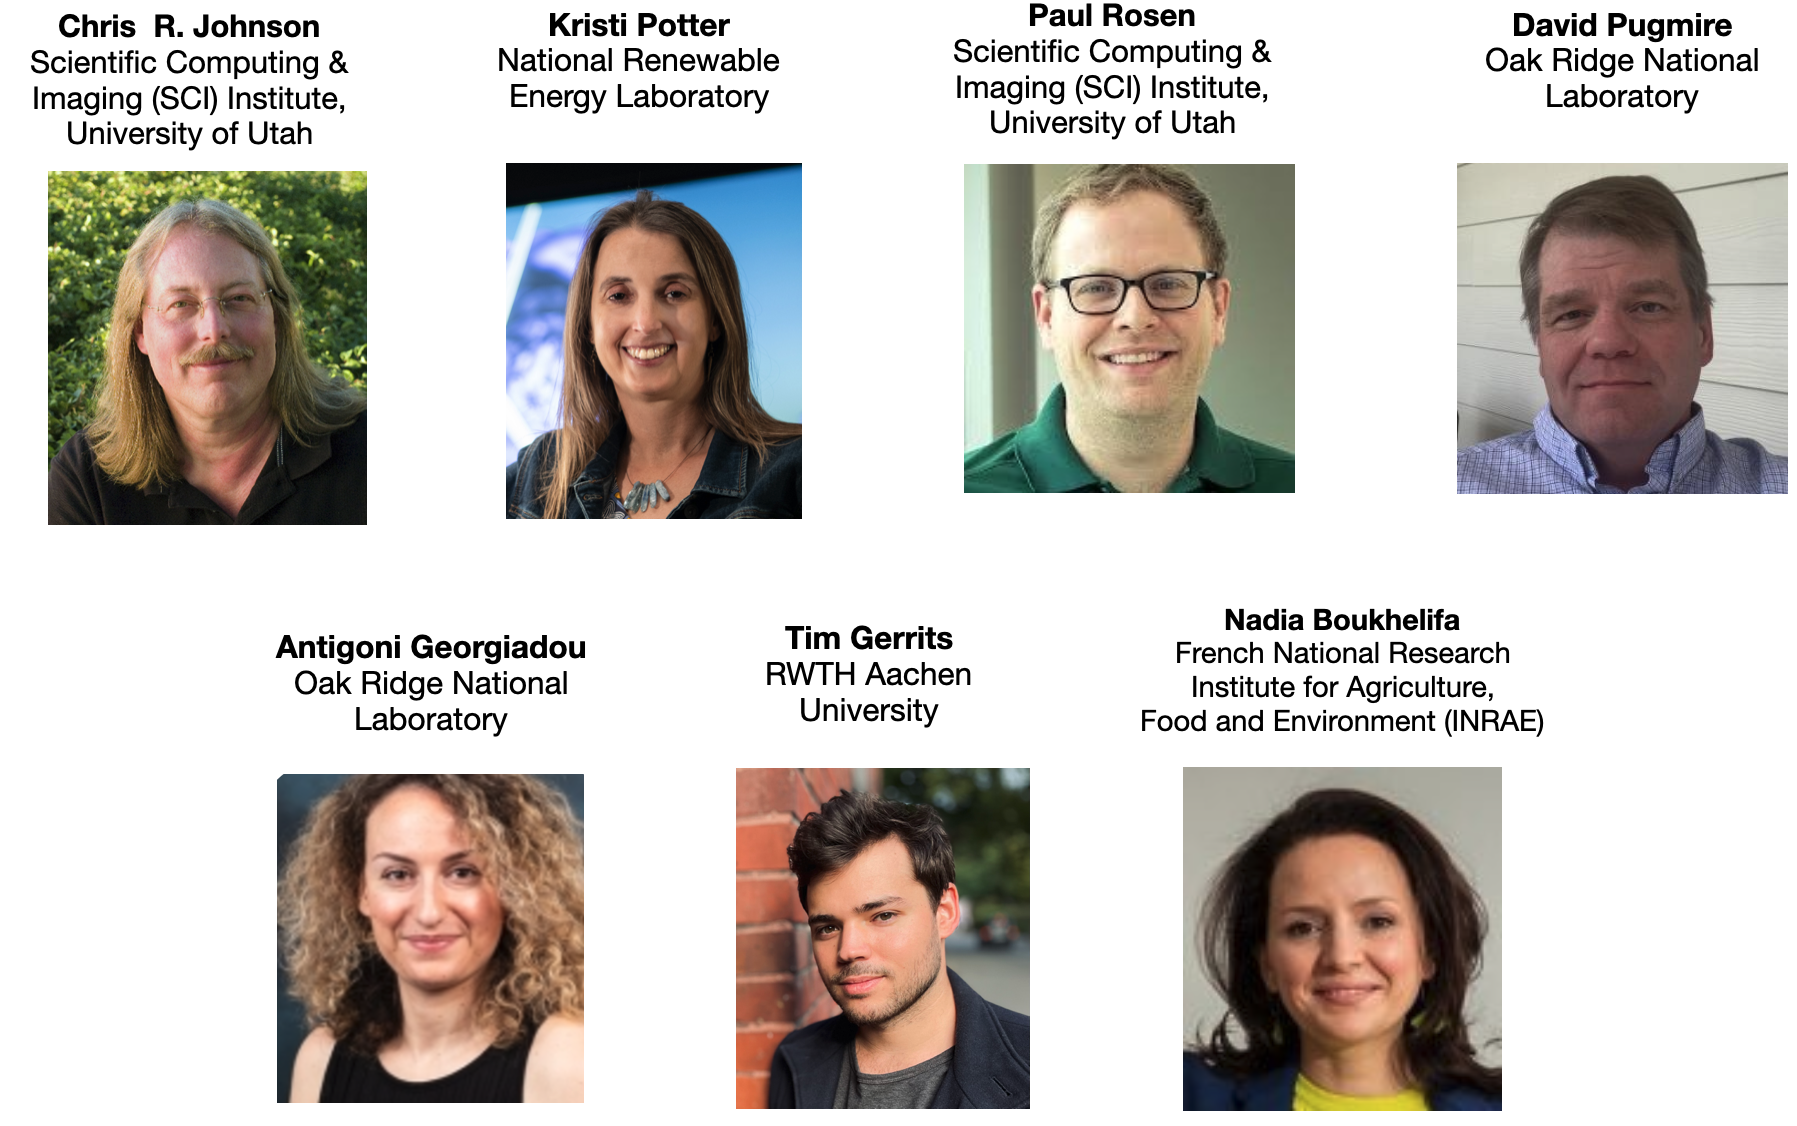 Chris R. Johnson
Scientific Computing &
Imaging (SCI) Institute,
University of Utah
Kristi Potter
National Renewable
Energy Laboratory
Paul Rosen
Scientific Computing &
Imaging (SCI) Institute,
University of Utah
David Pugmire
Oak Ridge National
Laboratory
Antigoni Georgiadou
Oak Ridge National
Laboratory
Tim Gerrits
RWTH Aachen
University
Nadia Boukhelifa
French National Research
Institute for Agriculture,
Food and Environment (INRAE)